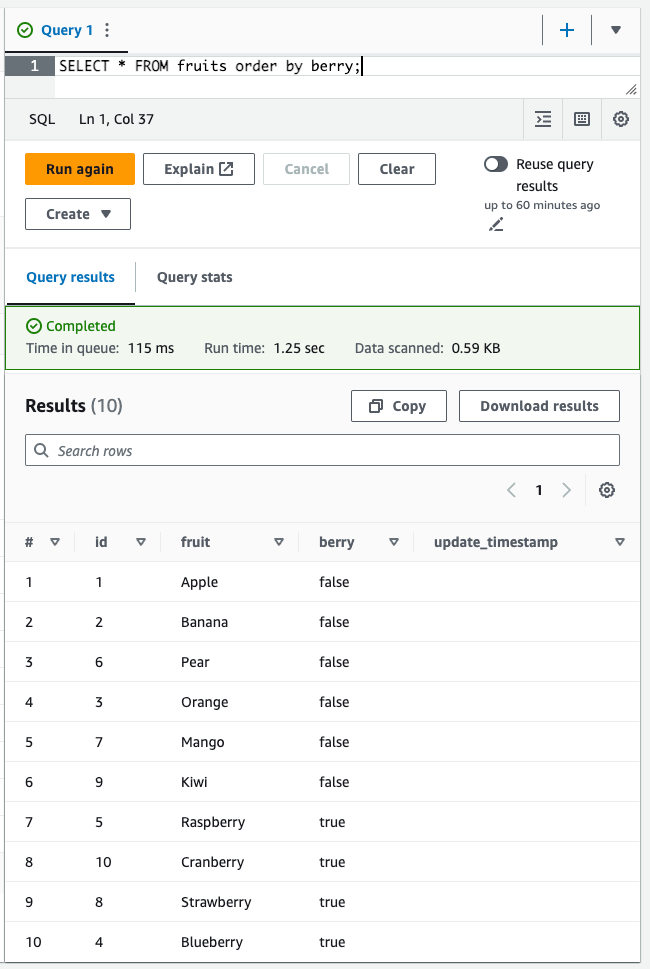 Query 1
1 SELECT * FROM fruits order by berry;
SQL Ln 1, Col 37
Run again Explain Cancel Clear
Reuse query
results
up to 60 minutes ago
Create
Query results Query stats
Completed
Time in queue: 115 ms Run time: 1.25 sec Data scanned: 0.59 KB
Results (10) Copy Download results
Search rows
1
# id fruit berry update_timestamp
1 1 Apple false
2 2 Banana false
3 6 Pear false
4 3 Orange false
5 7 Mango false
6 9 Kiwi false
7 5 Raspberry true
8 10 Cranberry true
9 8 Strawberry true
10 4 Blueberry true